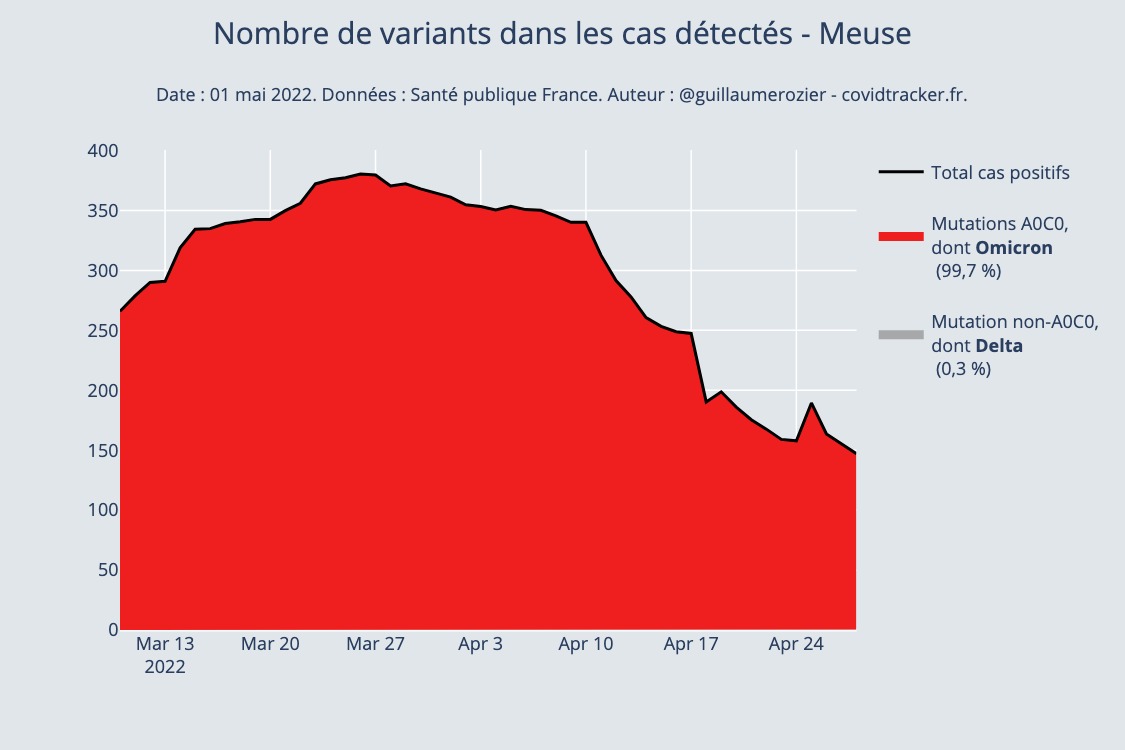 Nombre de variants dans les cas détectés - Meuse
Date : 01 mai 2022. Données : Santé publique France. Auteur : @guillaumerozier - covidtracker.fr.
400
350
300
250
200
150
100
50
0
Mar 13
2022
Mar 20
Mar 27
Apr 3
Apr 10
Apr 17
Apr 24
Total cas positifs
Mutations A0C0,
dont Omicron
(99,7 %)
Mutation non-A0C0,
dont Delta
(0,3 %)